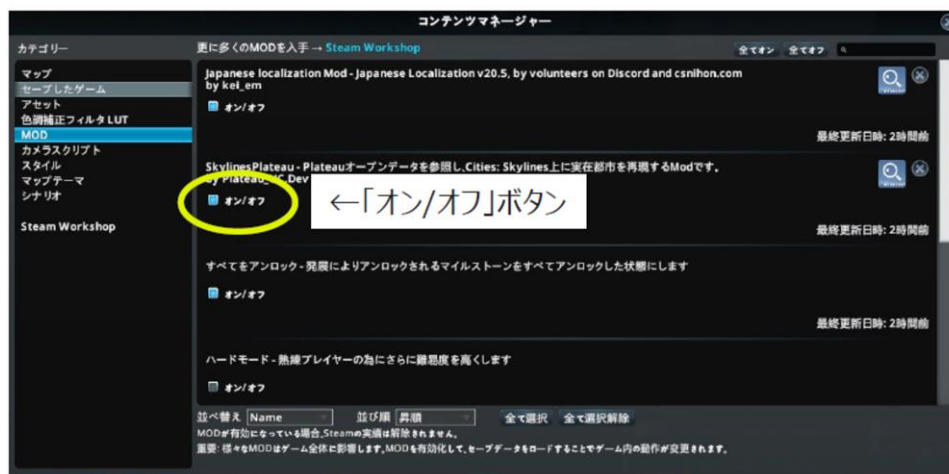 コンテンツマネージャー
カテゴリー
更に多くのMODを入手→ Steam Workshop
全てオン 全てオフ
マップ
セーブしたゲーム
アセット
色調補正フィルタ LUT
MOD
カメラスクリプト
スタイル
マップテーマ
シナリオ
Steam Workshop
Japanese localization Mod - Japanese Localization v20.5, by volunteers on Discord and csnihon.com
by kei_em
オン/オフ
最終更新日時: 2時間前
SkylinesPlateau - Plateauオープンデータを参照し、Cities: Skylines上に実在都市を再現するModです。
by Plateau_ Dev
オン/オフ
←「オン/オフ」ボタン
最終更新日時: 2時間前
すべてをアンロック - 発展によりアンロックされるマイルストーンをすべてアンロックした状態にします
オン/オフ
最終更新日時: 2時間前
ハードモード - 熟練プレイヤーの為にさらに難易度を高くします
オン/オフ
並べ替え Name 並び順 昇順 全て選択 全て選択解除
MODが有効になっている場合、Steamの実績は解除されません。
重要: 様々なMODはゲーム全体に影響します。MODを有効化して、セーブデータをロードすることでゲーム内の動作が変更されます。